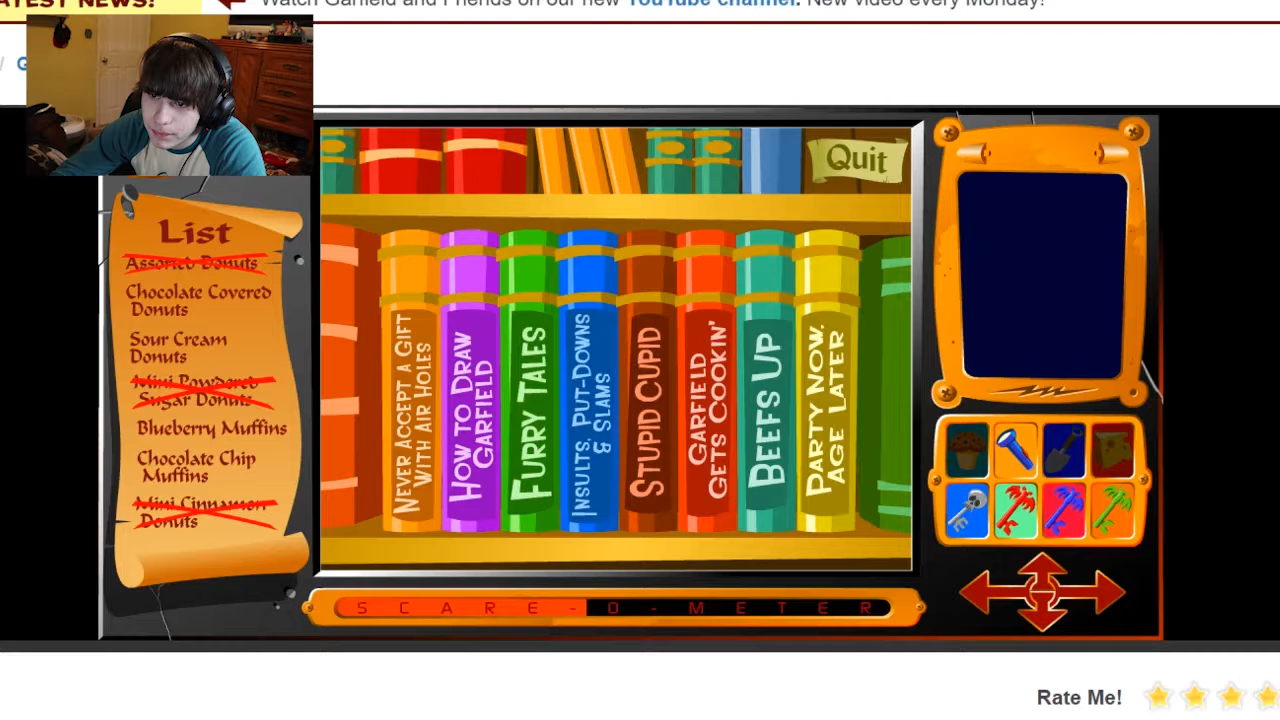 LATEST NEWS!
Watch Garfield and Friends on our new YouTube channel. New video every Monday!
/ G
Quit
List
Assorted Donuts
Chocolate Covered
Donuts
Sour Cream
Donuts
Mini Powdered
Sugar Donuts
Blueberry Muffins
Chocolate Chip
Muffins
Mini Cinnamon
Donuts
NEVER ACCEPT A GIFT
WITH AIR HOLES
HOW TO DRAW
GARFIELD
FURRY TALES
INSULTS, PUT-DOWNS
& SLAMS
STUPID CUPID
GARFIELD
GETS COOKIN'
BEEFS UP
PARTY NOW,
AGE LATER
SCARE-O-METER
Rate Me!